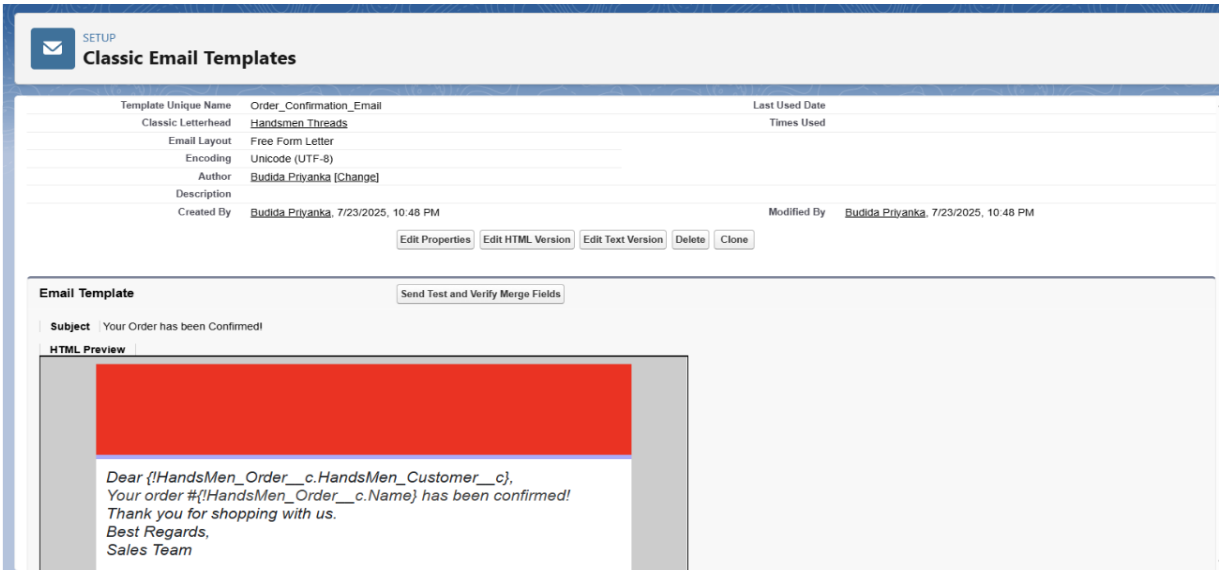 SETUP
Classic Email Templates
Template Unique Name Order_Confirmation_Email Last Used Date
Classic Letterhead Handsmen Threads Times Used
Email Layout Free Form Letter
Encoding Unicode (UTF-8)
Author Budida Priyanka [Change]
Description
Created By Budida Priyanka, 7/23/2025, 10:48 PM Modified By Budida Priyanka, 7/23/2025, 10:48 PM
Edit Properties Edit HTML Version Edit Text Version Delete Clone
Email Template Send Test and Verify Merge Fields
Subject Your Order has been Confirmed!
HTML Preview
Dear {!HandsMen_Order__c.HandsMen_Customer__c},
Your order #{!HandsMen_Order__c.Name} has been confirmed!
Thank you for shopping with us.
Best Regards,
Sales Team